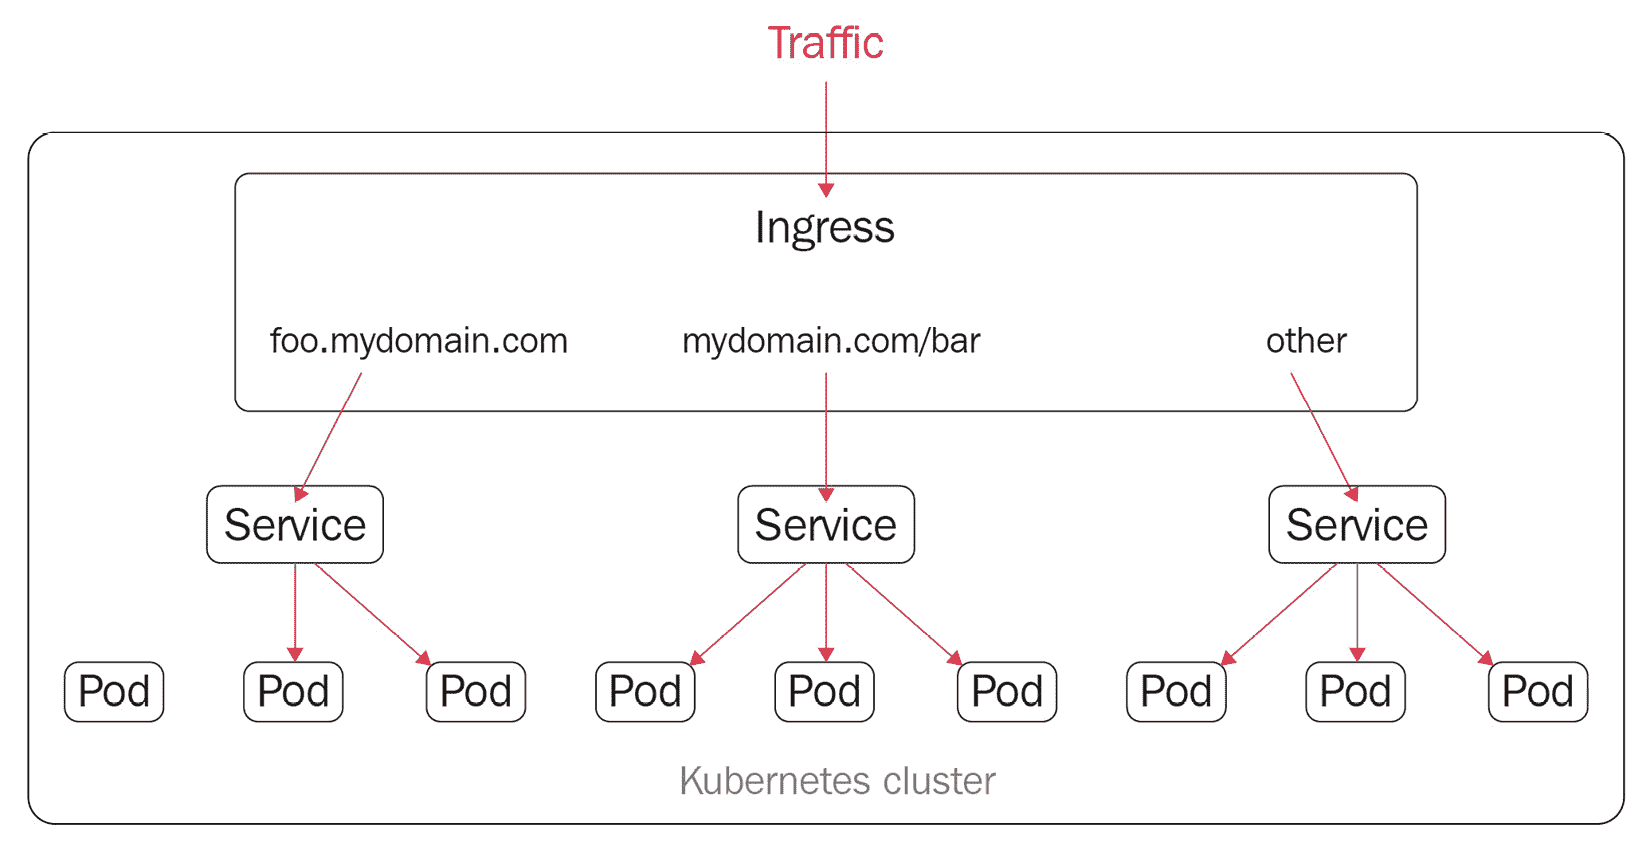 Traffic
Ingress
foo.mydomain.com mydomain.com/bar other
Service Service Service
Pod Pod Pod Pod Pod Pod Pod Pod Pod
Kubernetes cluster